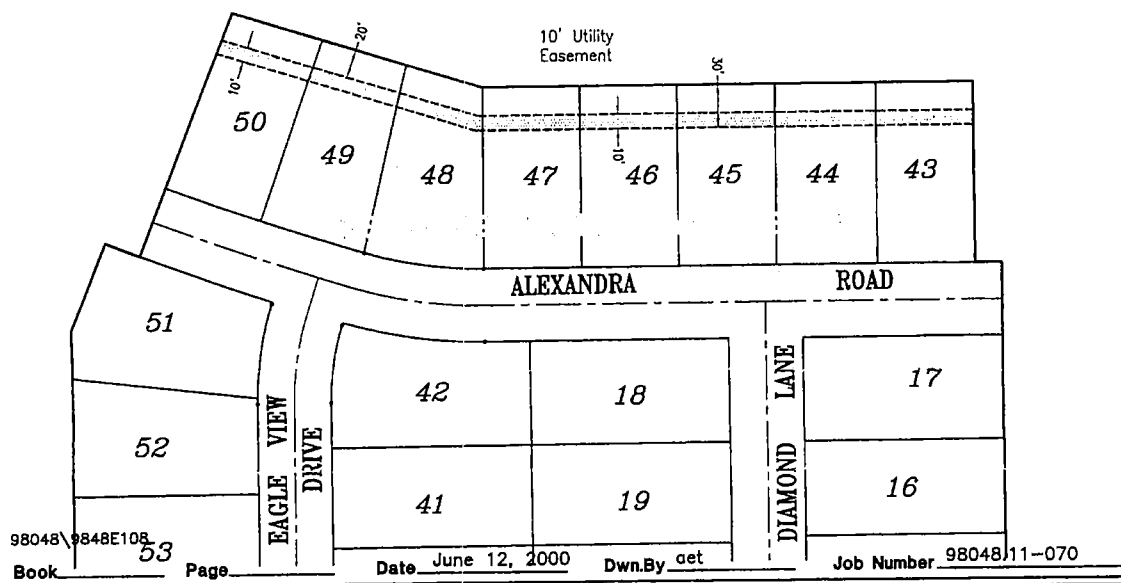 10' Utility
Easement
20'
30'
10'
10'
50
49
48
47
46
45
44
43
ALEXANDRA ROAD
51
42
18
17
52
41
19
16
53
EAGLE VIEW
DRIVE
DIAMOND LANE
98048\9848E108
Book Page Date June 12, 2000 Dwn.By aet Job Number 98048 11-070